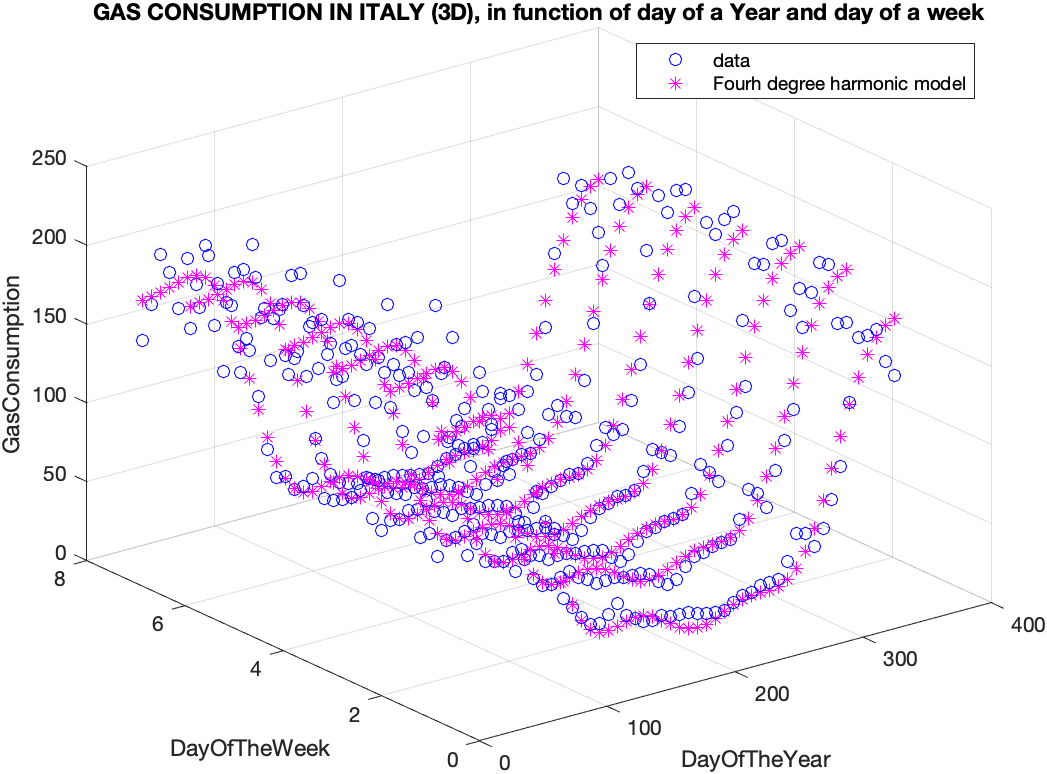 GAS CONSUMPTION IN ITALY (3D), in function of day of a Year and day of a week
data
Fourh degree harmonic model
250
200
150
100
50
0
GasConsumption
8
6
4
2
0
DayOfTheWeek
0
100
200
300
400
DayOfTheYear